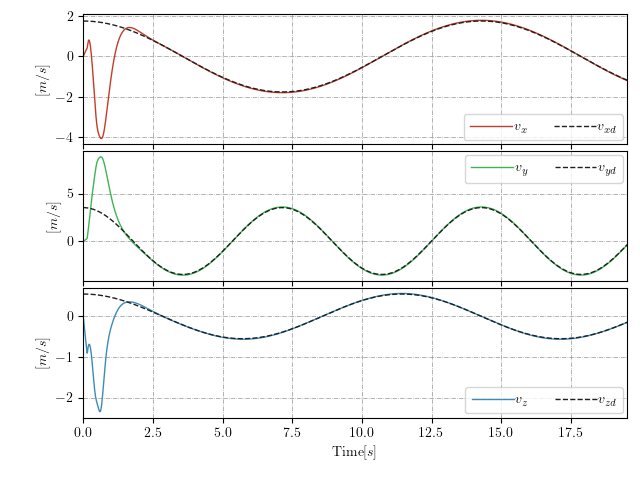 2
0
−2
−4
[m/s]
v_x
v_xd
5
0
[m/s]
v_y
v_yd
0
−1
−2
[m/s]
v_z
v_zd
0.0 2.5 5.0 7.5 10.0 12.5 15.0 17.5
Time[s]